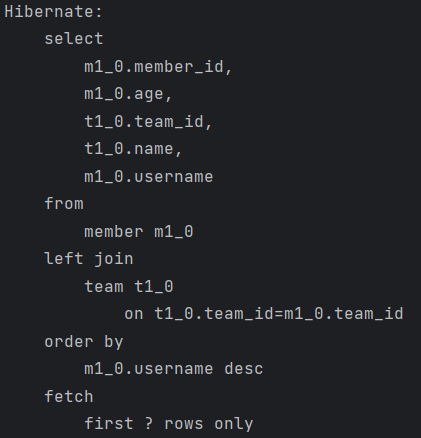 Hibernate:
select
m1_0.member_id,
m1_0.age,
t1_0.team_id,
t1_0.name,
m1_0.username
from
member m1_0
left join
team t1_0
on t1_0.team_id=m1_0.team_id
order by
m1_0.username desc
fetch
first ? rows only